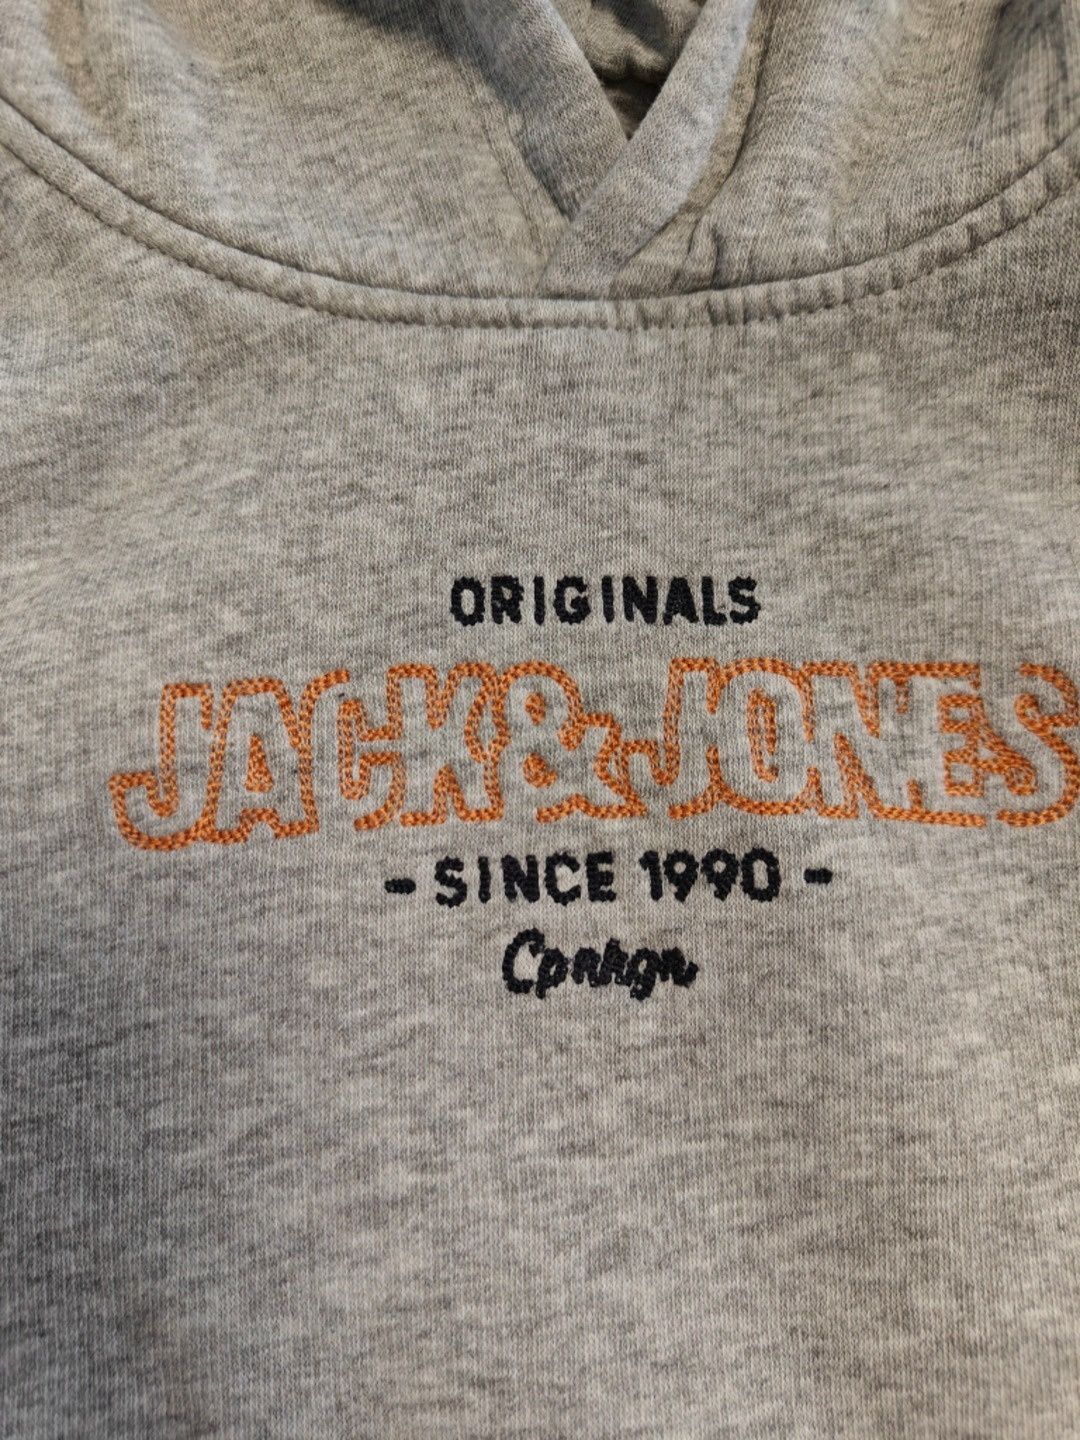 ORIGINALS
JACK&JONES
- SINCE 1990 -
Cpnhgn